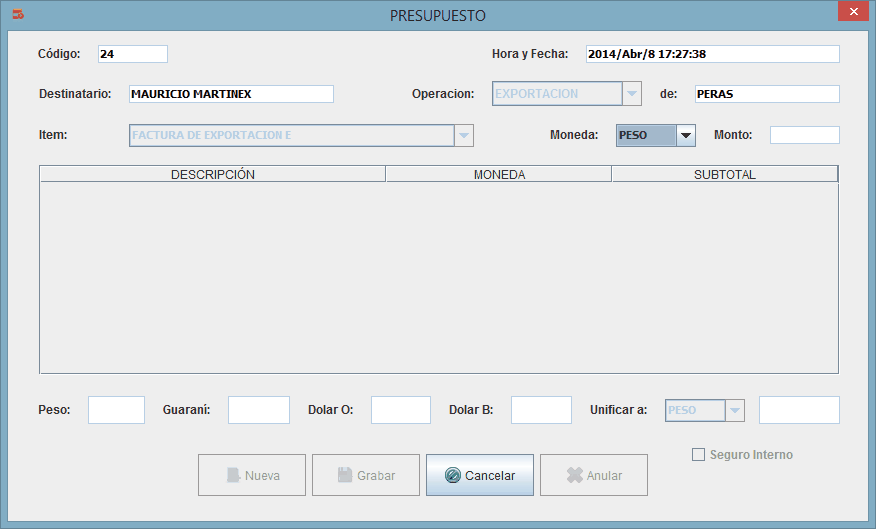 PRESUPUESTO
Código: 24 Hora y Fecha: 2014/Abr/8 17:27:38
Destinatario: MAURICIO MARTINEX Operacion: EXPORTACION de: PERAS
Item: FACTURA DE EXPORTACION E Moneda: PESO Monto:
DESCRIPCIÓN MONEDA SUBTOTAL
Peso: Guaraní: Dolar O: Dolar B: Unificar a: PESO
Seguro Interno
Nueva Grabar Cancelar Anular